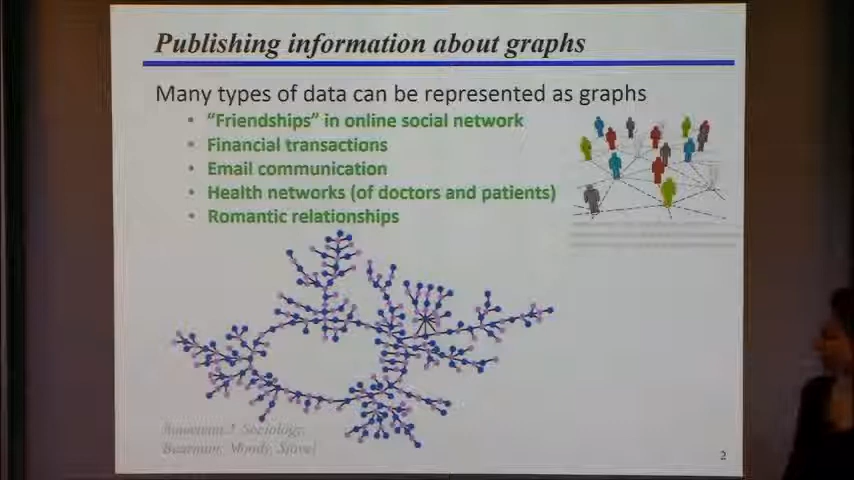 Publishing information about graphs
Many types of data can be represented as graphs
• “Friendships” in online social network
• Financial transactions
• Email communication
• Health networks (of doctors and patients)
• Romantic relationships
American J. Sociology,
Bearman, Moody, Stovel
2